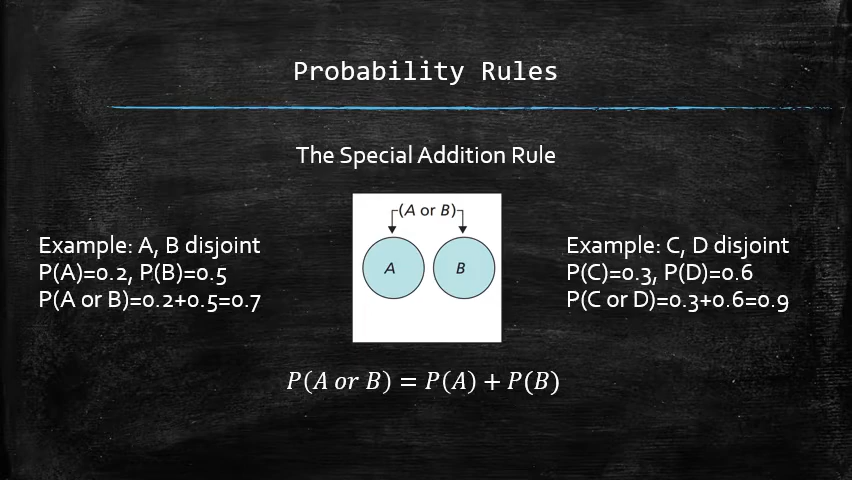 Probability Rules
The Special Addition Rule
(A or B)
A
B
Example: A, B disjoint
P(A)=0.2, P(B)=0.5
P(A or B)=0.2+0.5=0.7
Example: C, D disjoint
P(C)=0.3, P(D)=0.6
P(C or D)=0.3+0.6=0.9
P(A or B) = P(A) + P(B)